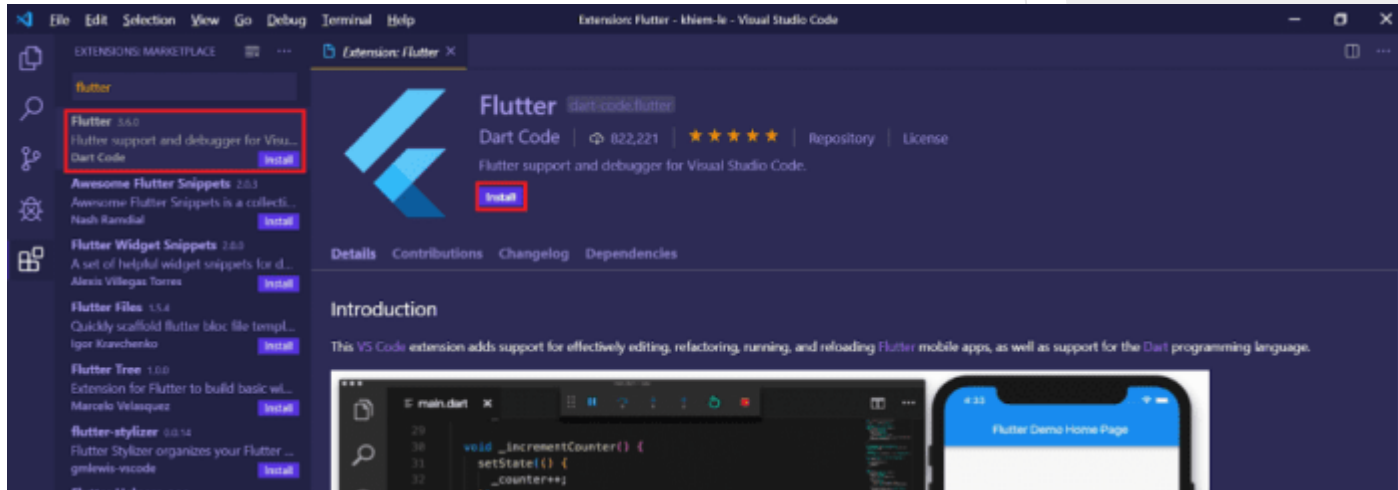 File Edit Selection View Go Debug Terminal Help
Extension: Flutter - khiem-le - Visual Studio Code
EXTENSIONS: MARKETPLACE
Extension: Flutter
flutter
Flutter 3.6.0
Flutter support and debugger for Visu...
Dart Code Install
Awesome Flutter Snippets 2.0.3
Awesome Flutter Snippets is a collecti...
Nash Ramdial Install
Flutter Widget Snippets 2.0.0
A set of helpful widget snippets for d...
Alexis Villegas Torres Install
Flutter Files 1.5.4
Quickly scaffold flutter bloc file templ...
Igor Kravchenko Install
Flutter Tree 1.0.0
Extension for Flutter to build basic wi...
Marcelo Velasquez Install
flutter-stylizer 0.0.14
Flutter Stylizer organizes your Flutter ...
gmlewis-vscode Install
Flutter dart-code.flutter
Dart Code 822,221 Repository License
Flutter support and debugger for Visual Studio Code.
Install
Details Contributions Changelog Dependencies
Introduction
This VS Code extension adds support for effectively editing, refactoring, running, and reloading Flutter mobile apps, as well as support for the Dart programming language.
main.dart
29
30 void _incrementCounter() {
31 setState(() {
32 _counter++;
4:33
Flutter Demo Home Page